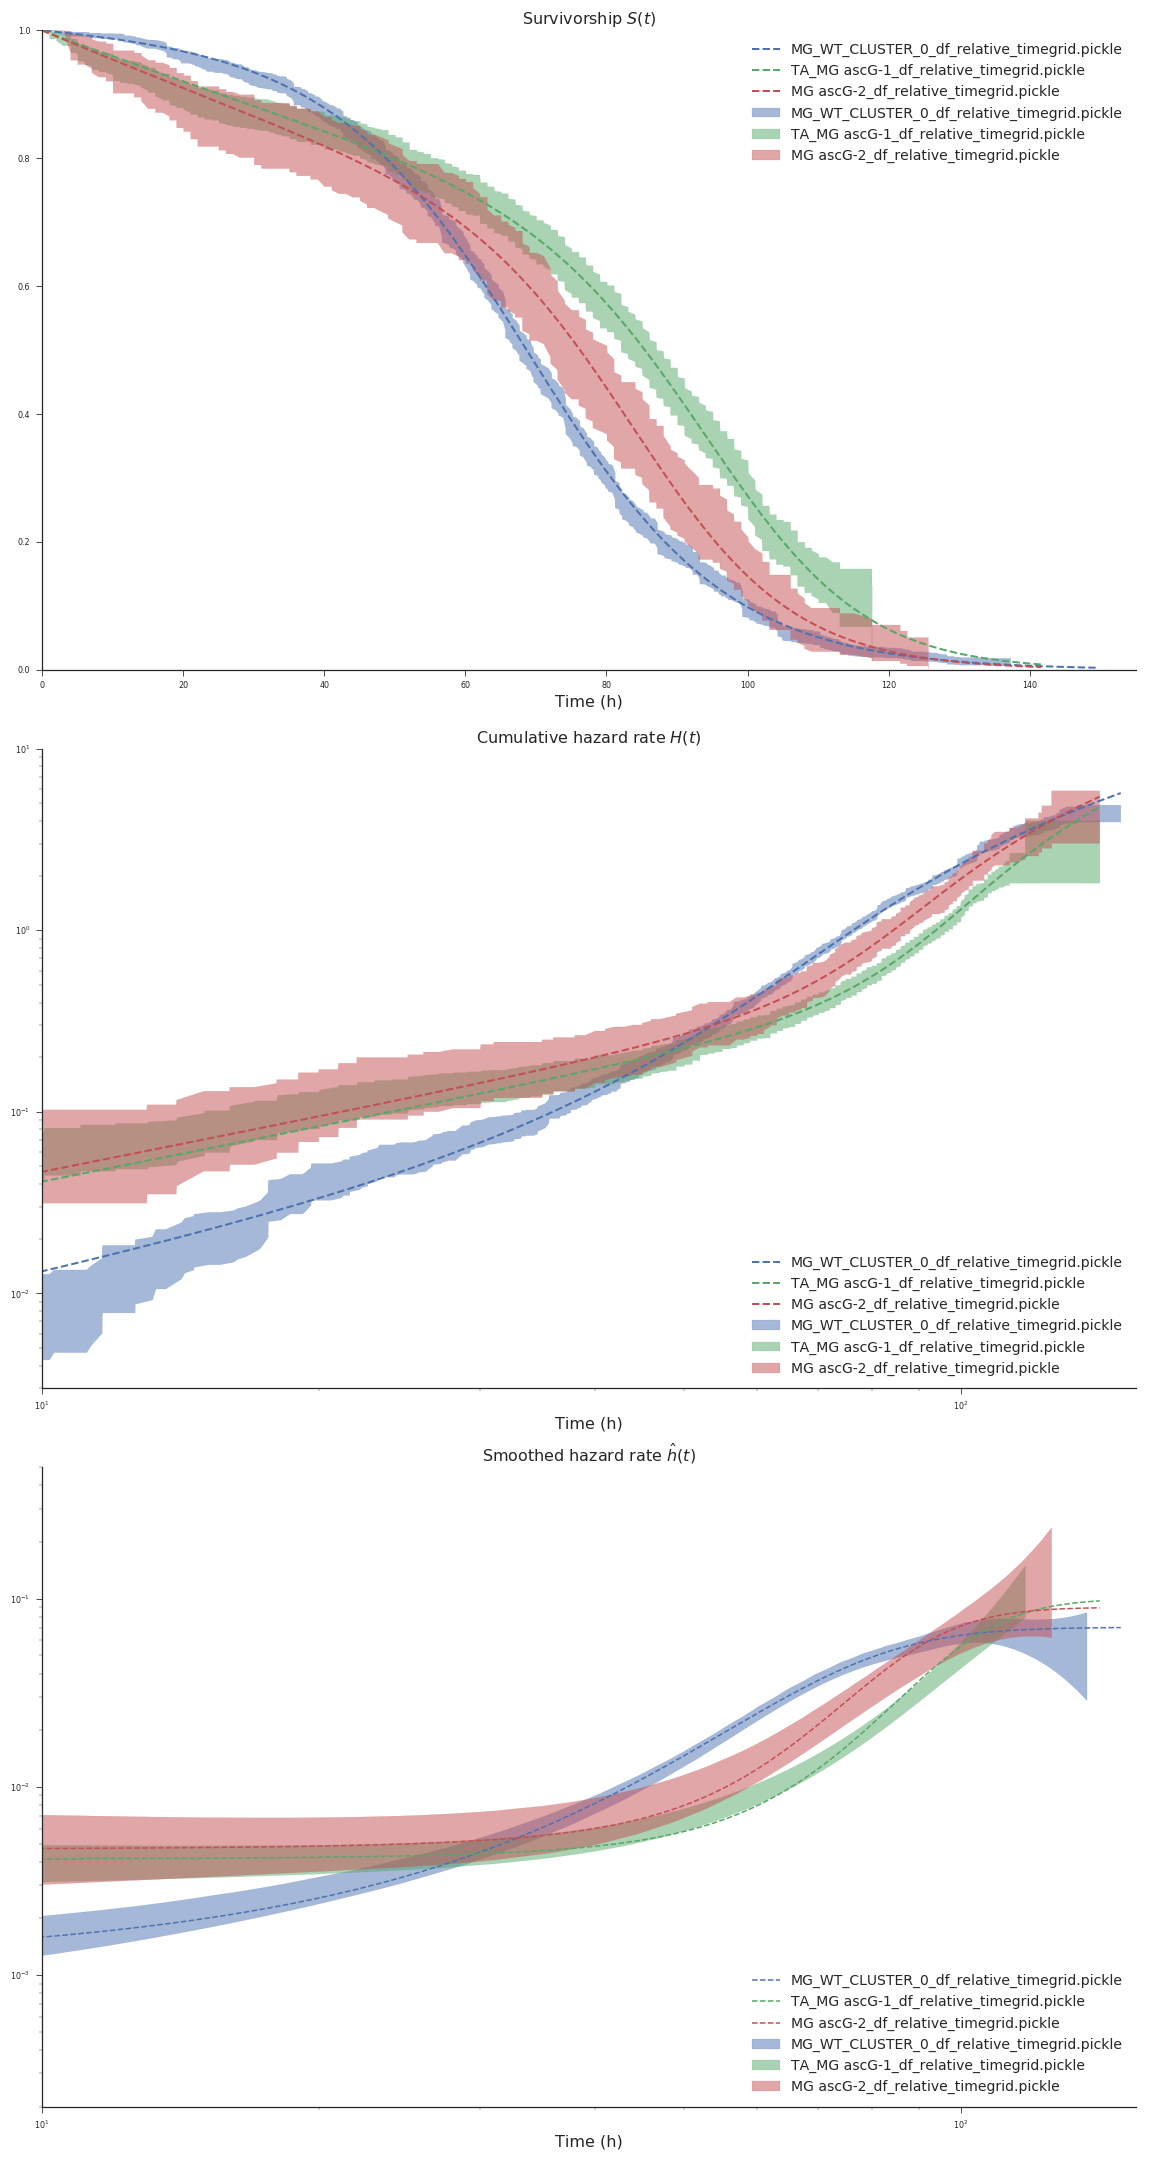 Survivorship S(t)
1.0
0.8
0.6
0.4
0.2
0.0
MG_WT_CLUSTER_0_df_relative_timegrid.pickle
TA_MG ascG-1_df_relative_timegrid.pickle
MG ascG-2_df_relative_timegrid.pickle
MG_WT_CLUSTER_0_df_relative_timegrid.pickle
TA_MG ascG-1_df_relative_timegrid.pickle
MG ascG-2_df_relative_timegrid.pickle
0 20 40 60 80 100 120 140
Time (h)
Cumulative hazard rate H(t)
10¹
10⁰
10⁻¹
10⁻²
MG_WT_CLUSTER_0_df_relative_timegrid.pickle
TA_MG ascG-1_df_relative_timegrid.pickle
MG ascG-2_df_relative_timegrid.pickle
MG_WT_CLUSTER_0_df_relative_timegrid.pickle
TA_MG ascG-1_df_relative_timegrid.pickle
MG ascG-2_df_relative_timegrid.pickle
10¹ 10²
Time (h)
Smoothed hazard rate ĥ(t)
10⁻¹
10⁻²
10⁻³
MG_WT_CLUSTER_0_df_relative_timegrid.pickle
TA_MG ascG-1_df_relative_timegrid.pickle
MG ascG-2_df_relative_timegrid.pickle
MG_WT_CLUSTER_0_df_relative_timegrid.pickle
TA_MG ascG-1_df_relative_timegrid.pickle
MG ascG-2_df_relative_timegrid.pickle
10¹ 10²
Time (h)